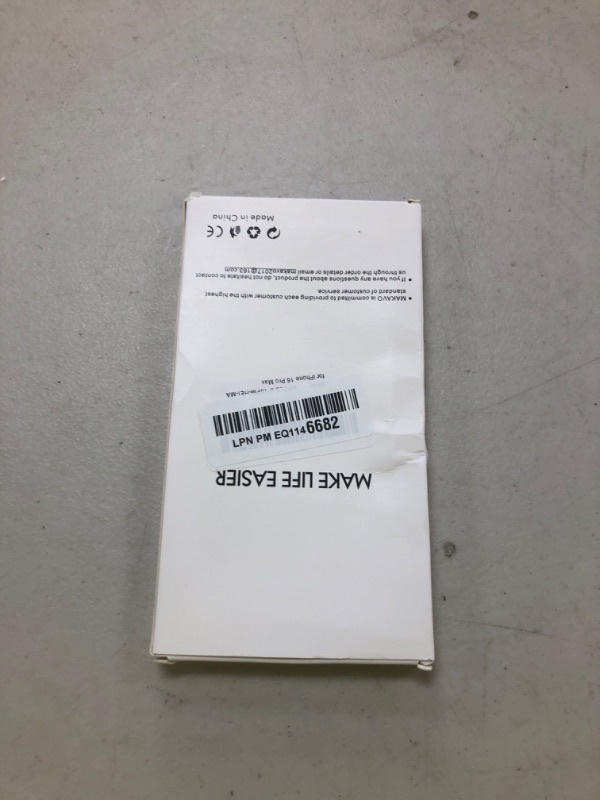 MAKE LIFE EASIER
LPN PM EQ1146682
for iPhone 16 Pro Max
• MAKAVO is committed to providing each customer with the highest
standard of customer service.
• If you have any questions about the product, do not hesitate to contact
us through the order details or email makavo2017@163.com
CE
Made in China